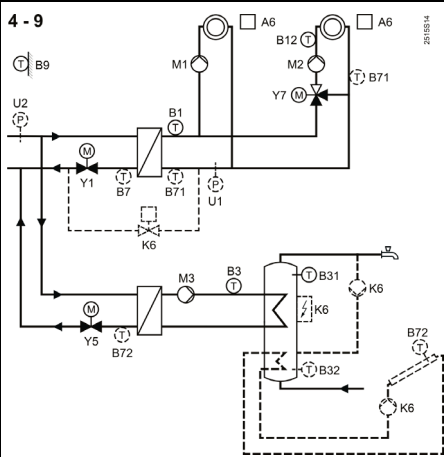 4 - 9
A6
A6
B12 T
M1
M2
T B9
T B71
Y7 M
2515S14
U2
P
B1
T
M
Y1
T
B7
T
B71
P
U1
K6
M3
B3
T
T B31
K6
M
K6
B72
T
Y5
T
B72
T B32
K6